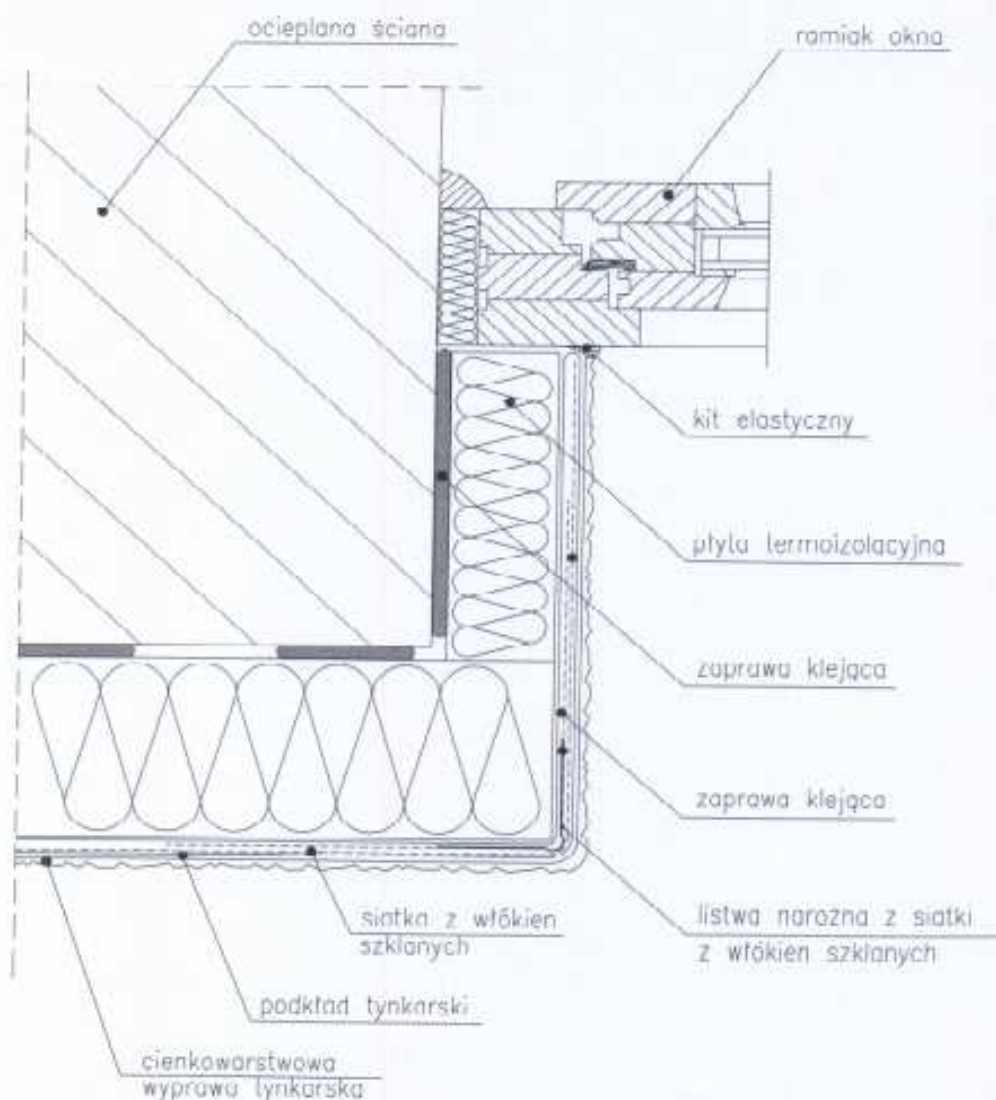 ocieplana ściana
ramiak okna
kit elastyczny
płyta termoizolacyjna
zaprawa klejąca
zaprawa klejąca
listwa narożna z siatki
z włókien szklanych
siatka z włókien
szklanych
podkład tynkarski
cienkowarstwowa
wyprawa tynkarska